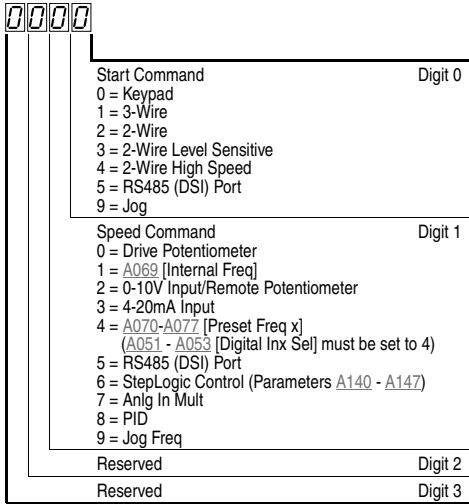 0000
Start Command Digit 0
0 = Keypad
1 = 3-Wire
2 = 2-Wire
3 = 2-Wire Level Sensitive
4 = 2-Wire High Speed
5 = RS485 (DSI) Port
9 = Jog
Speed Command Digit 1
0 = Drive Potentiometer
1 = A069 [Internal Freq]
2 = 0-10V Input/Remote Potentiometer
3 = 4-20mA Input
4 = A070-A077 [Preset Freq x]
(A051 - A053 [Digital Inx Sel] must be set to 4)
5 = RS485 (DSI) Port
6 = StepLogic Control (Parameters A140 - A147)
7 = Anlg In Mult
8 = PID
9 = Jog Freq
Reserved Digit 2
Reserved Digit 3